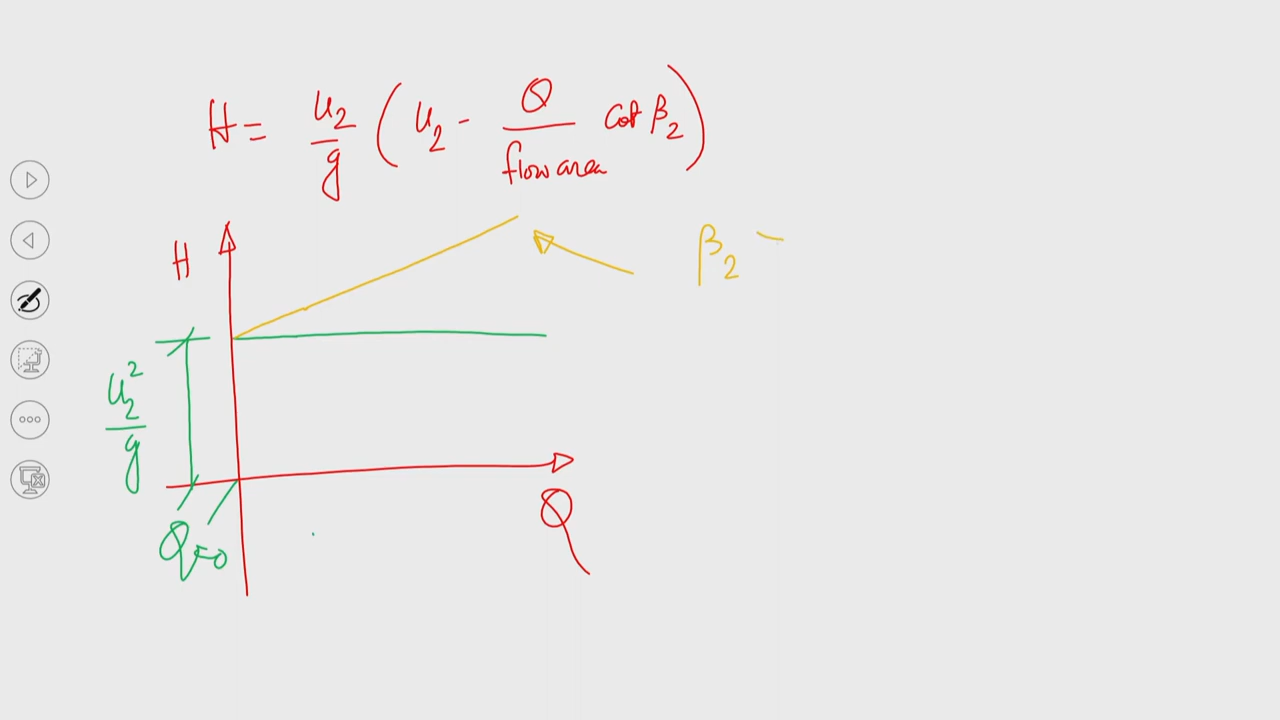 H = u₂/g (u₂ - Q/flow area cot β₂)
H
β₂
u₂²/g
Q
Q=0